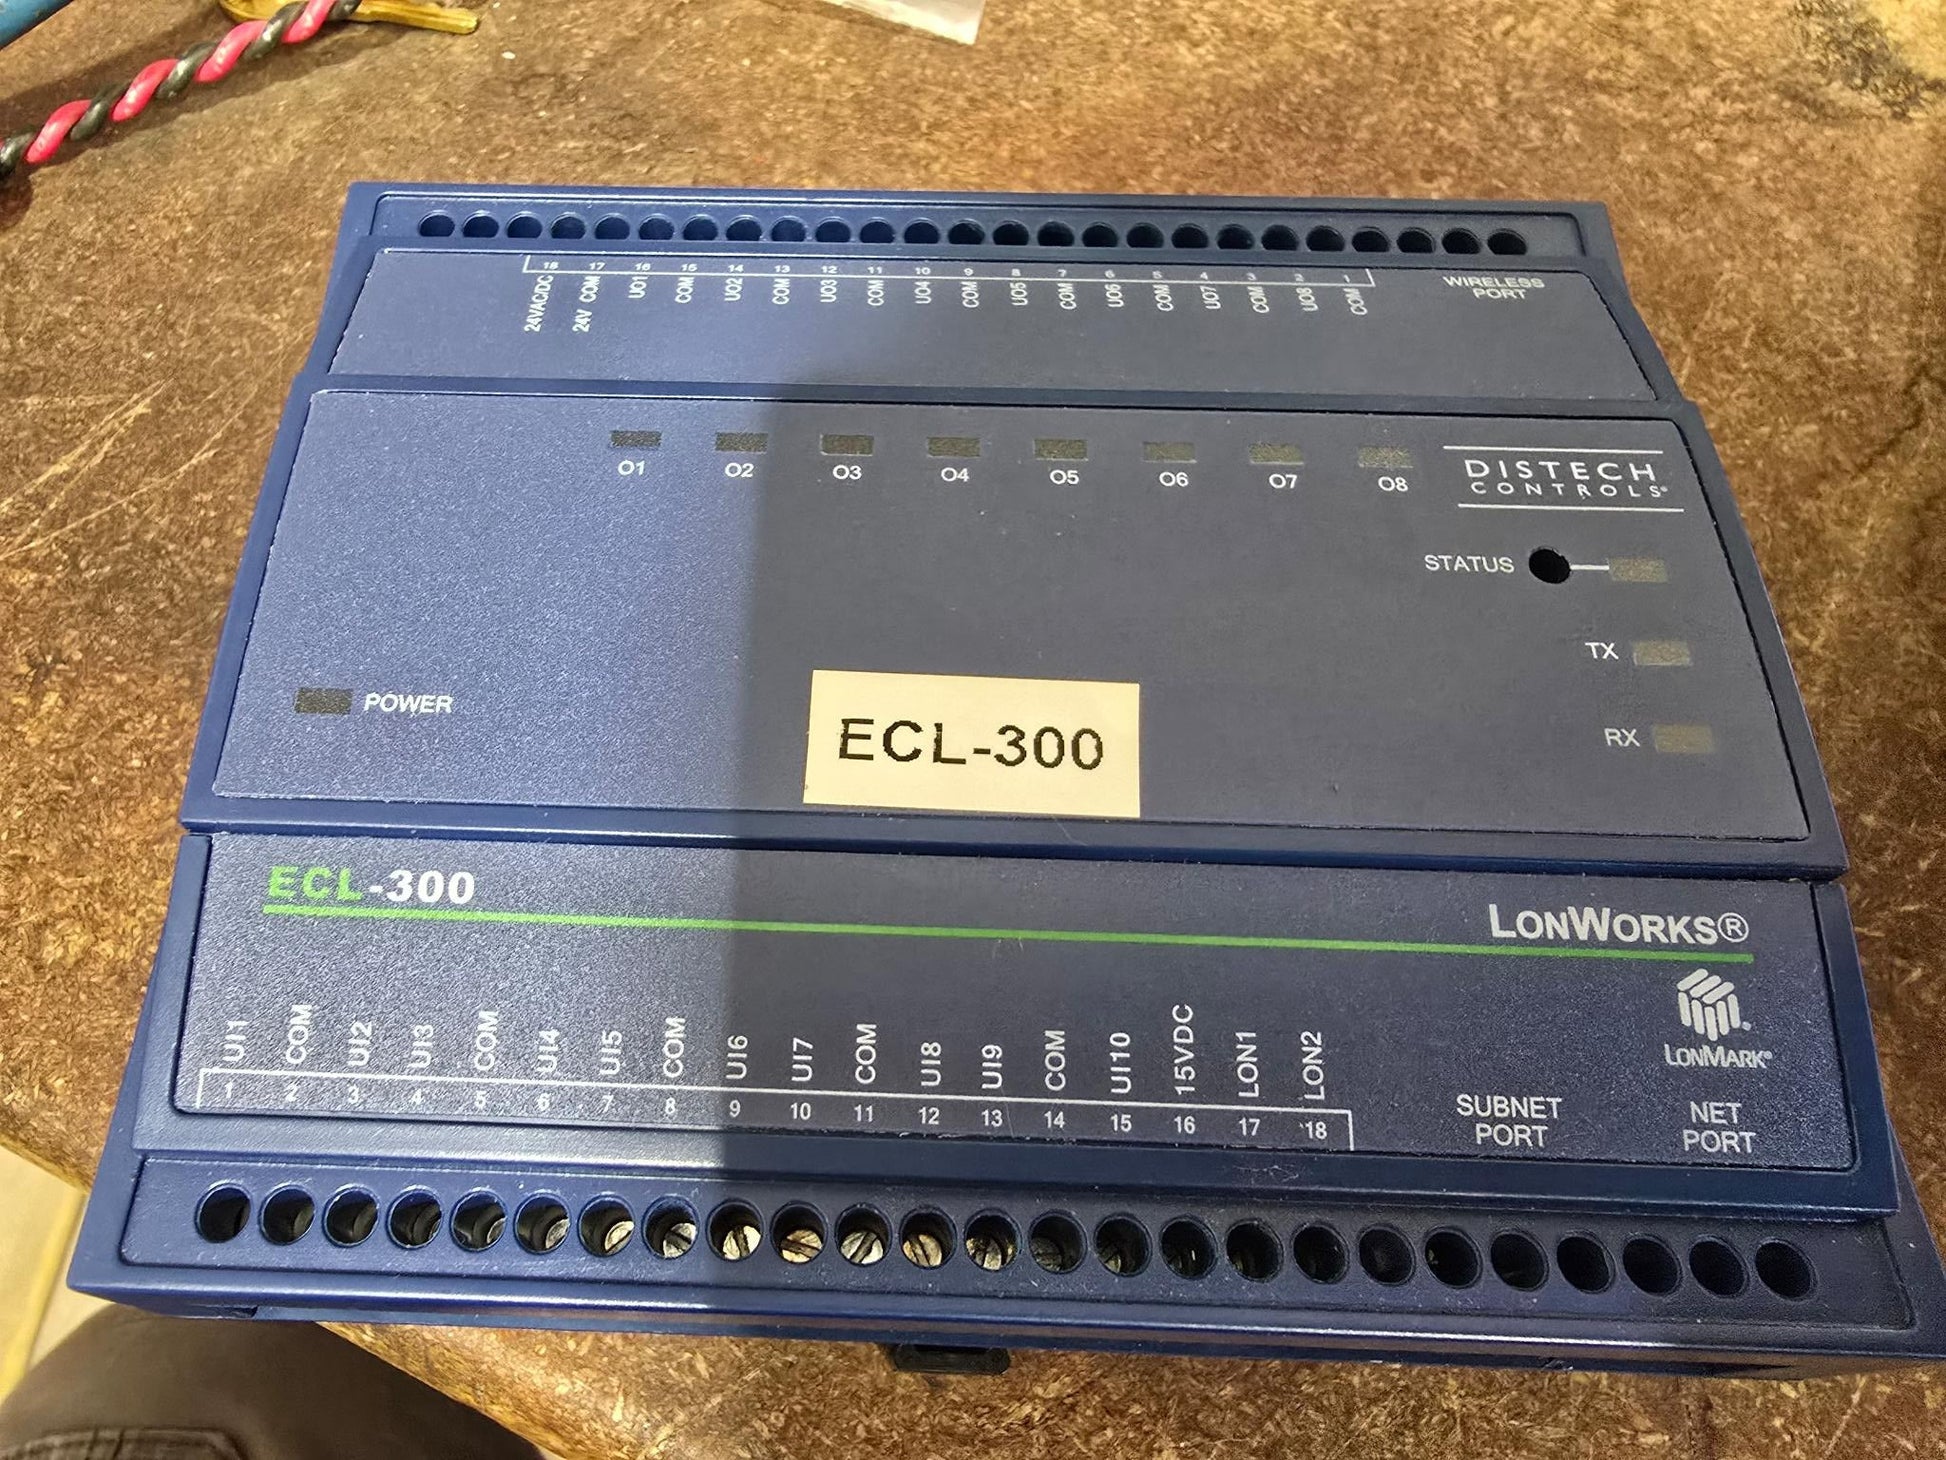 18 17 16 15 14 13 12 11 10 9 8 7 6 5 4 3 2 1
24VAC/DC 24V COM UO1 COM UO2 COM UO3 COM UO4 COM UO5 COM UO6 COM UO7 COM UO8 COM
WIRELESS
PORT
O1 O2 O3 O4 O5 O6 O7 O8
DISTECH
CONTROLS®
STATUS
TX
POWER
RX
ECL-300
ECL-300
LONWORKS®
LONMARK®
UI1 COM UI2 UI3 COM UI4 UI5 COM UI6 UI7 COM UI8 UI9 COM UI10 15VDC LON1 LON2
1 2 3 4 5 6 7 8 9 10 11 12 13 14 15 16 17 18
SUBNET
PORT
NET
PORT